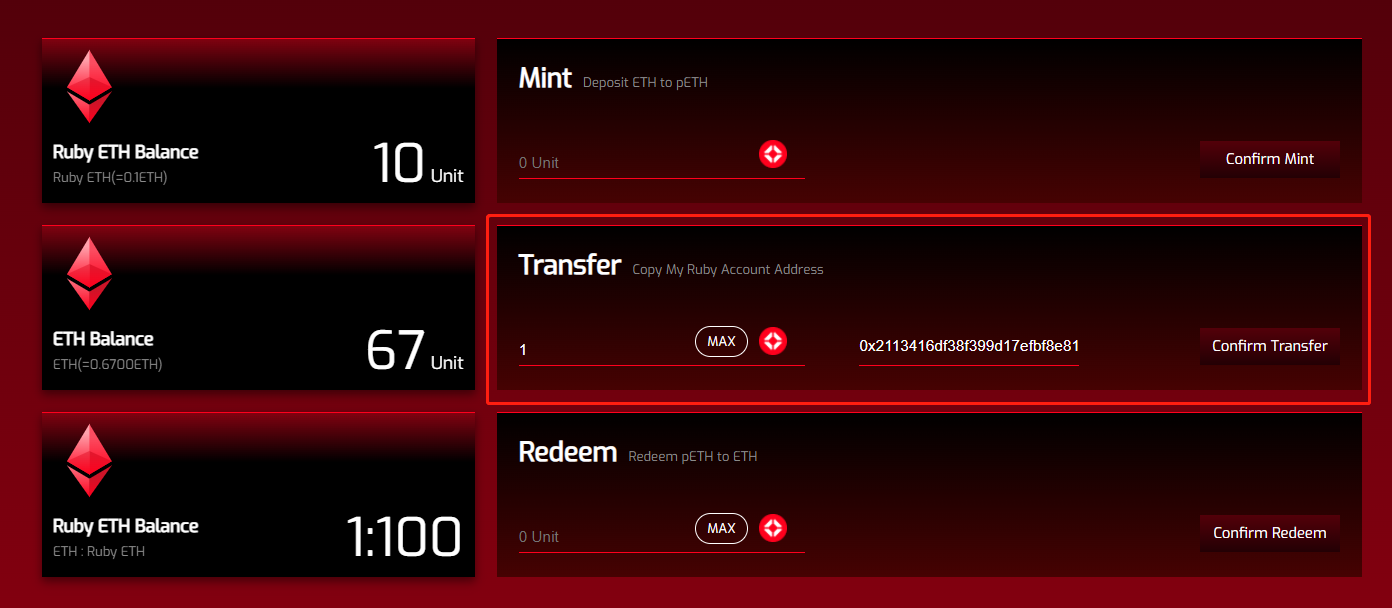 Mint Deposit ETH to pETH
Ruby ETH Balance
Ruby ETH(=0.1ETH)
10 Unit
0 Unit
Confirm Mint
Transfer Copy My Ruby Account Address
ETH Balance
ETH(=0.6700ETH)
67 Unit
1
MAX
0x2113416df38f399d17efbf8e81
Confirm Transfer
Redeem Redeem pETH to ETH
Ruby ETH Balance
ETH : Ruby ETH
1:100
0 Unit
MAX
Confirm Redeem